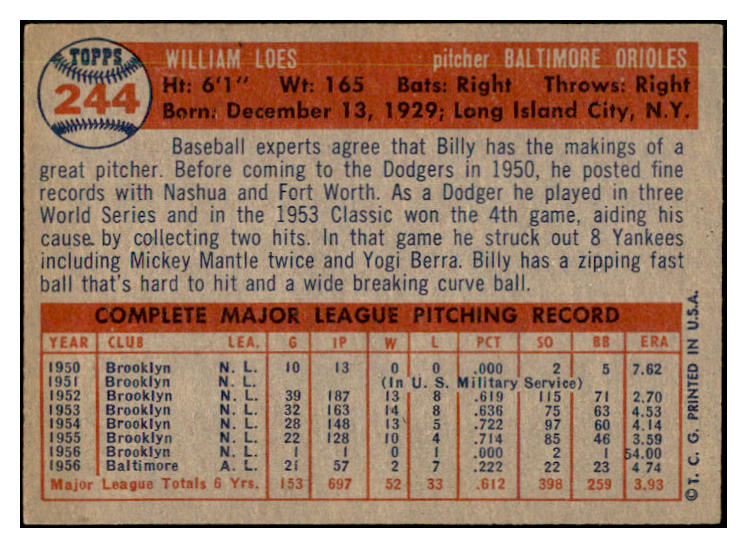 TOPPS
244
WILLIAM LOES pitcher BALTIMORE ORIOLES
Ht: 6'1" Wt: 165 Bats: Right Throws: Right
Born: December 13, 1929; Long Island City, N.Y.
Baseball experts agree that Billy has the makings of a
great pitcher. Before coming to the Dodgers in 1950, he posted fine
records with Nashua and Fort Worth. As a Dodger he played in three
World Series and in the 1953 Classic won the 4th game, aiding his
cause by collecting two hits. In that game he struck out 8 Yankees
including Mickey Mantle twice and Yogi Berra. Billy has a zipping fast
ball that's hard to hit and a wide breaking curve ball.
COMPLETE MAJOR LEAGUE PITCHING RECORD
YEAR CLUB LEA. G IP W L PCT SO BB ERA
1950 Brooklyn N. L. 10 13 0 0 .000 2 5 7.62
1951 Brooklyn N. L. (In U. S. Military Service)
1952 Brooklyn N. L. 39 187 13 8 .619 115 71 2.70
1953 Brooklyn N. L. 32 163 14 8 .636 75 63 4.53
1954 Brooklyn N. L. 28 148 13 5 .722 97 60 4.14
1955 Brooklyn N. L. 22 128 10 4 .714 85 46 3.59
1956 Brooklyn N. L. 1 1 0 1 .000 2 1 54.00
1956 Baltimore A. L. 21 57 2 7 .222 22 23 4.74
Major League Totals 6 Yrs. 153 697 52 33 .612 398 259 3.93
© T. C. G. PRINTED IN U.S.A.